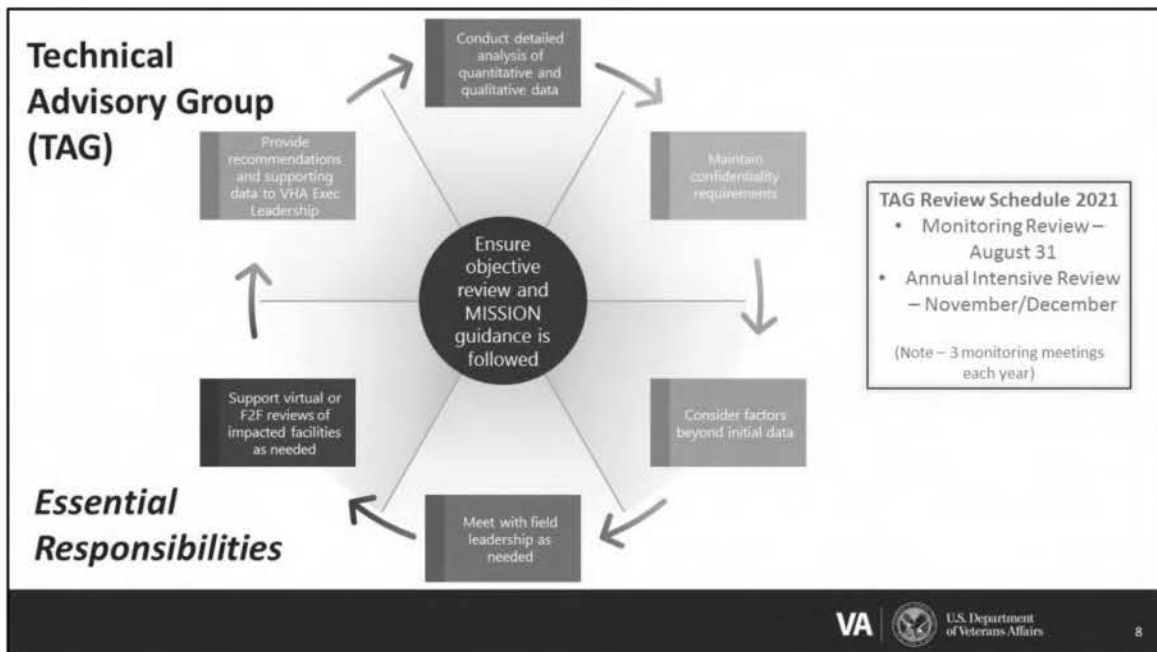 Technical
Advisory Group
(TAG)
Conduct detailed
analysis of
quantitative and
qualitative data
Maintain
confidentiality
requirements
Consider factors
beyond initial data
Meet with field
leadership as
needed
Support virtual or
F2F reviews of
impacted facilities
as needed
Provide
recommendations
and supporting
data to VHA Exec
Leadership
Ensure
objective
review and
MISSION
guidance is
followed
TAG Review Schedule 2021
• Monitoring Review –
August 31
• Annual Intensive Review
– November/December
(Note – 3 monitoring meetings
each year)
Essential
Responsibilities
VA
U.S. Department
of Veterans Affairs
8